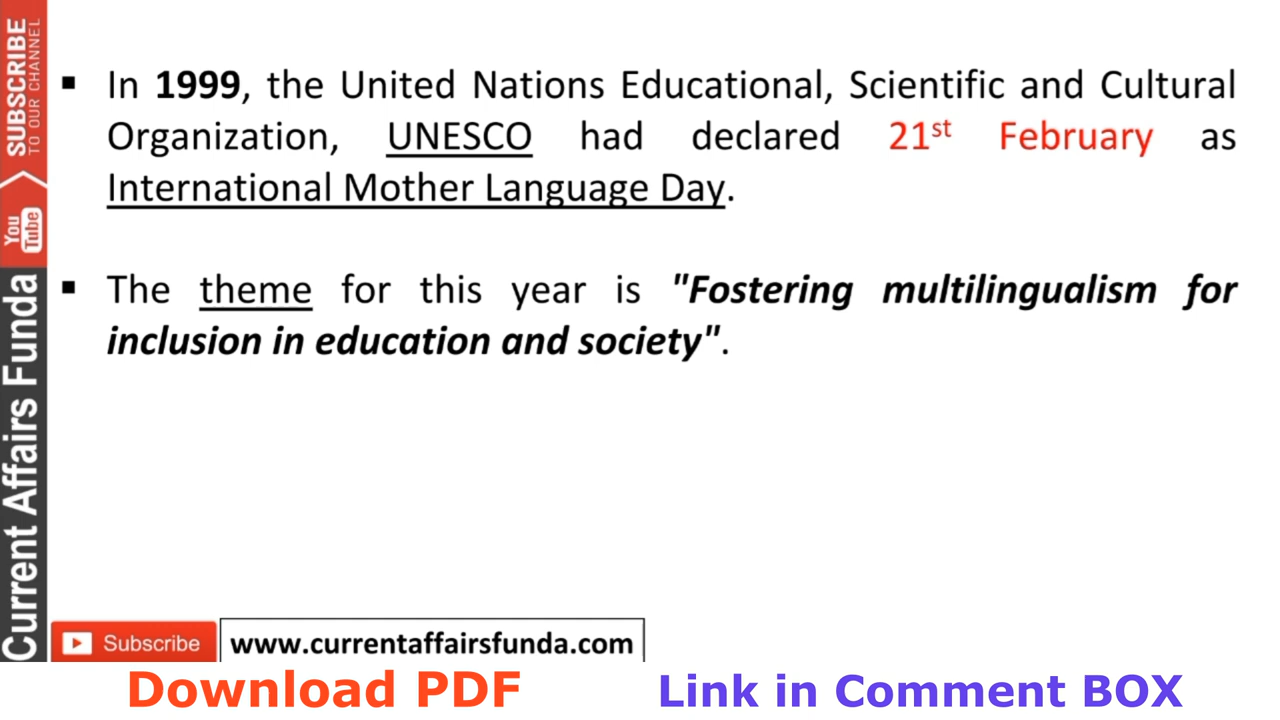 SUBSCRIBE
TO OUR CHANNEL
You
Tube
Current Affairs Funda
▪ In 1999, the United Nations Educational, Scientific and Cultural
Organization, UNESCO had declared 21st February as
International Mother Language Day.
▪ The theme for this year is "Fostering multilingualism for
inclusion in education and society".
Subscribe
www.currentaffairsfunda.com
Download PDF
Link in Comment BOX